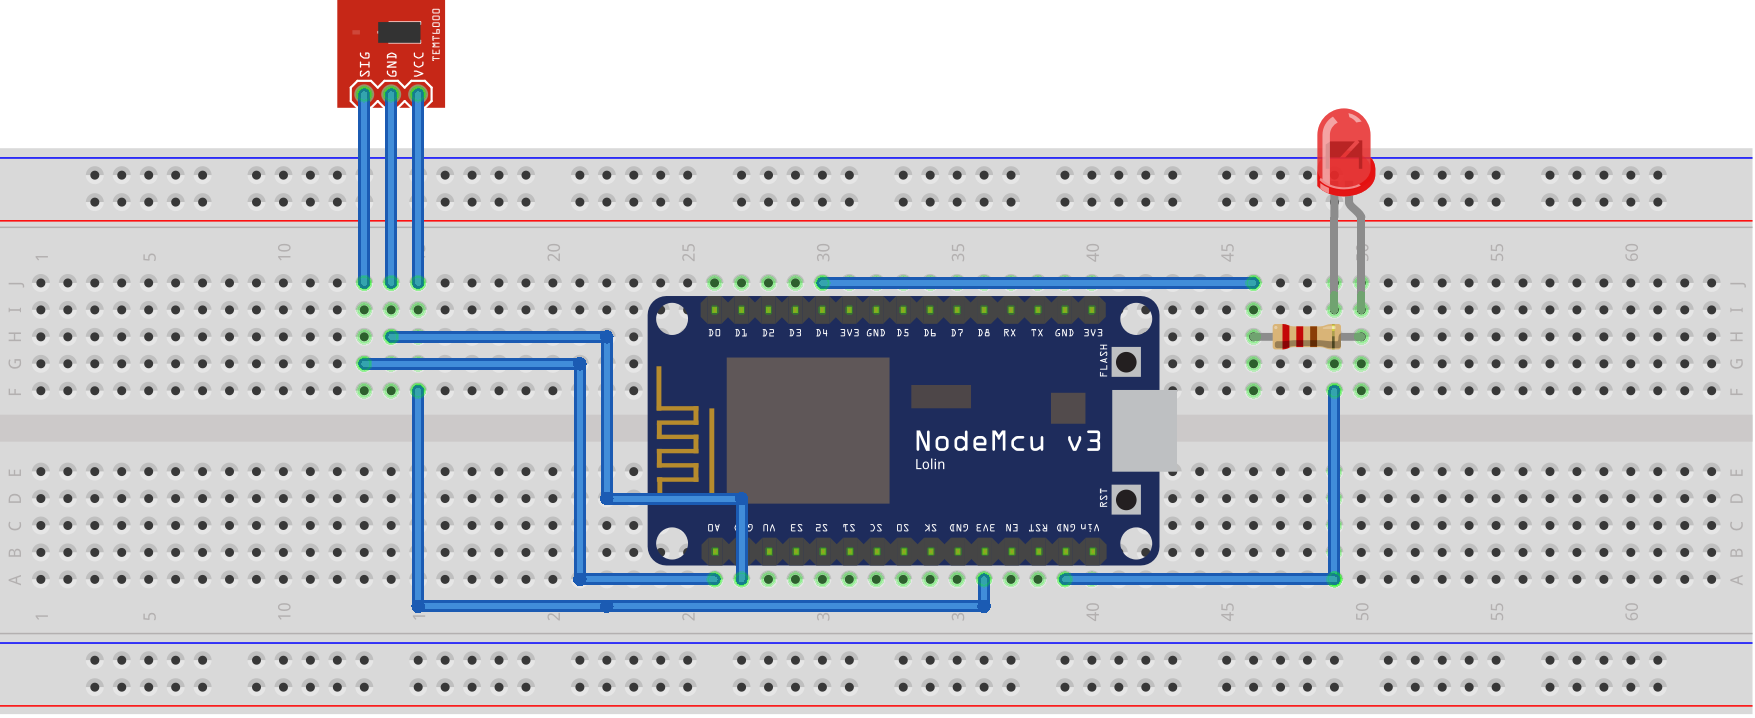 TEMT6000
SIG GND VCC
1 5 10 20 25 30 35 40 45 50 55 60
J J
I I
H H
G G
F F
D0 D1 D2 D3 D4 3V3 GND D5 D6 D7 D8 RX TX GND 3V3
FLASH
NodeMcu v3
Lolin
RST
A0 G VU S3 S2 S1 SC SO SK GND 3V3 EN RST GND Vin
E E
D D
C C
B B
A A
1 5 10 40 45 50 55 60